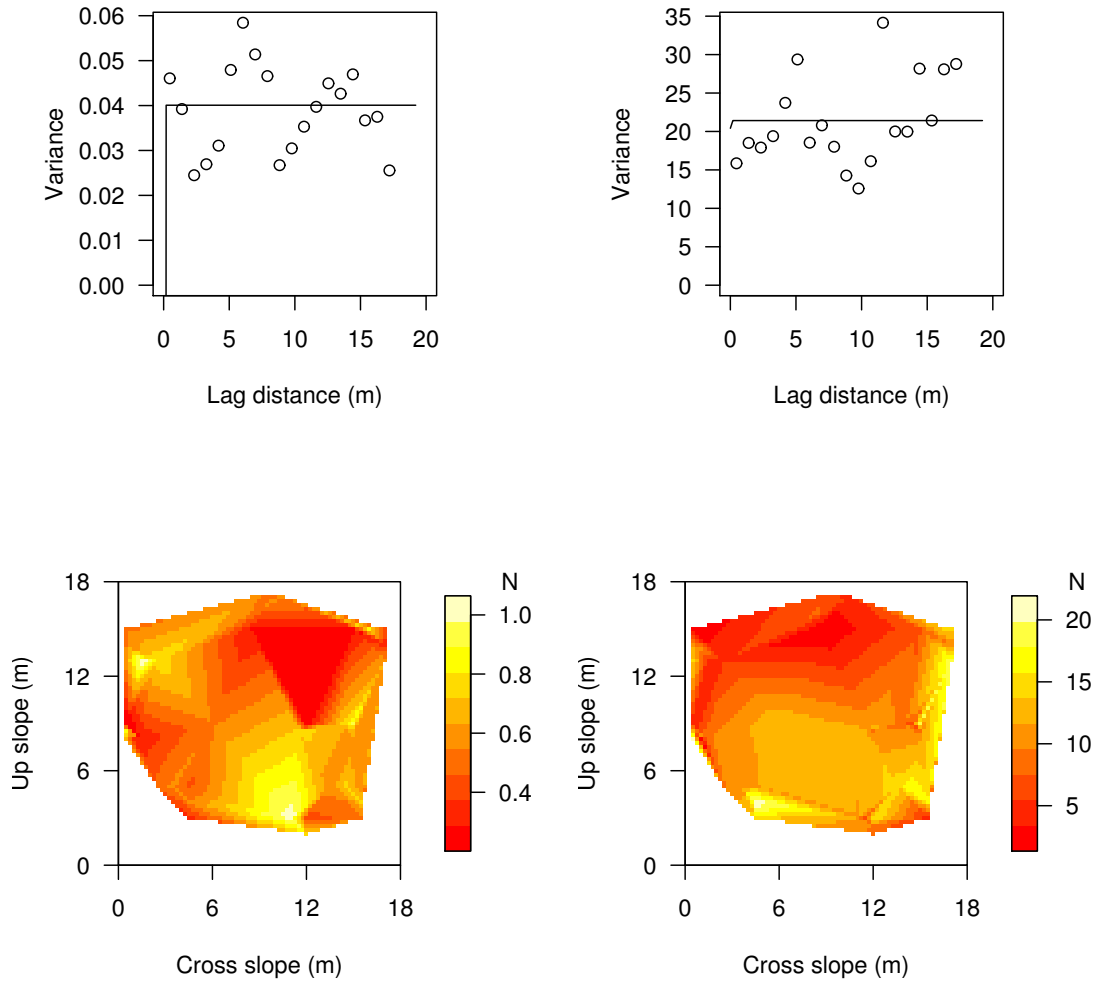 0.06
0.05
0.04
0.03
0.02
0.01
0.00
Variance
0 5 10 15 20
Lag distance (m)
35
30
25
20
15
10
5
0
Variance
0 5 10 15 20
Lag distance (m)
18
12
6
0
Up slope (m)
0 6 12 18
Cross slope (m)
N
1.0
0.8
0.6
0.4
18
12
6
0
Up slope (m)
0 6 12 18
Cross slope (m)
N
20
15
10
5